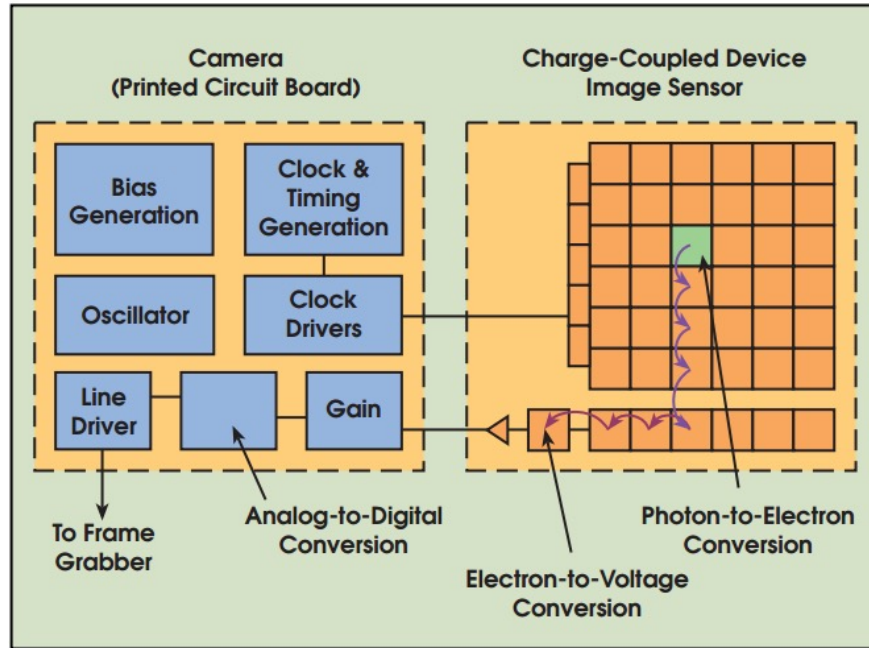 Camera
(Printed Circuit Board)
Charge-Coupled Device
Image Sensor
Bias
Generation
Clock &
Timing
Generation
Oscillator
Clock
Drivers
Line
Driver
Gain
To Frame
Grabber
Analog-to-Digital
Conversion
Electron-to-Voltage
Conversion
Photon-to-Electron
Conversion